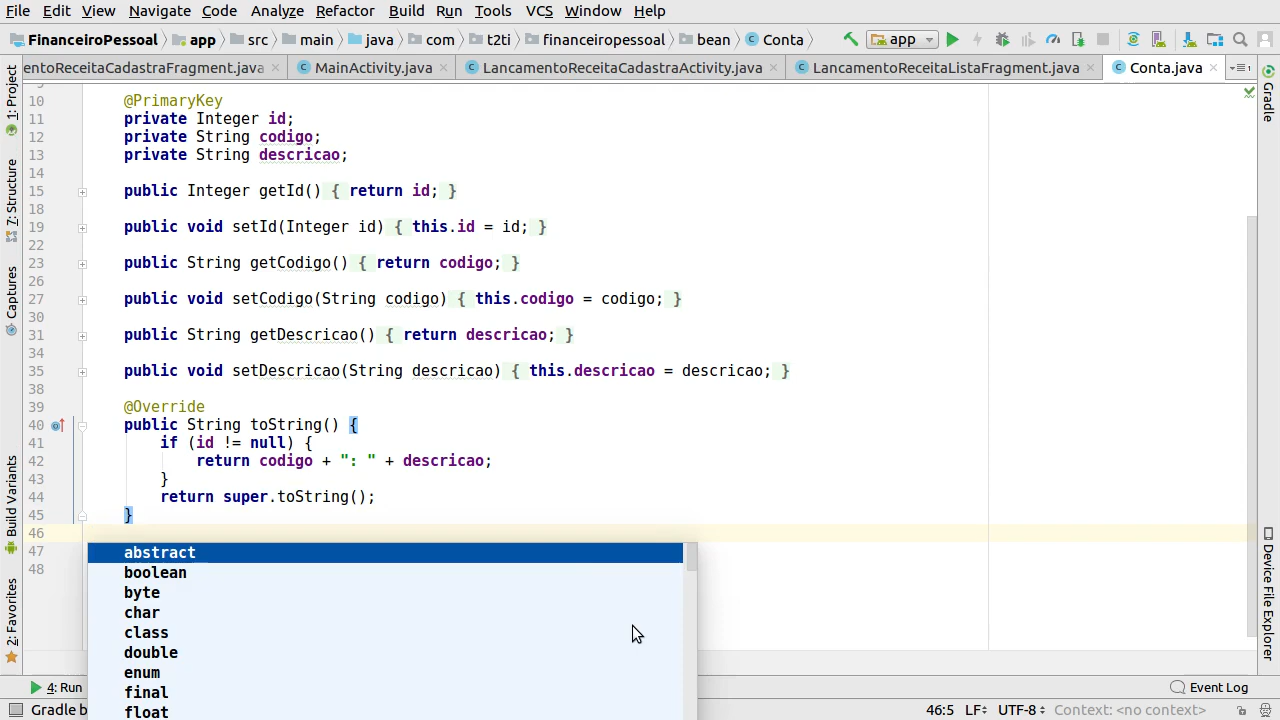 File Edit View Navigate Code Analyze Refactor Build Run Tools VCS Window Help
FinanceiroPessoal app src main java com t2ti financeiropessoal bean Conta app
entoReceitaCadastraFragment.java MainActivity.java LancamentoReceitaCadastraActivity.java LancamentoReceitaListaFragment.java Conta.java
1: Project
7: Structure
Captures
Build Variants
2: Favorites
10 @PrimaryKey
11 private Integer id;
12 private String codigo;
13 private String descricao;
14
15 public Integer getId() { return id; }
18
19 public void setId(Integer id) { this.id = id; }
22
23 public String getCodigo() { return codigo; }
26
27 public void setCodigo(String codigo) { this.codigo = codigo; }
30
31 public String getDescricao() { return descricao; }
34
35 public void setDescricao(String descricao) { this.descricao = descricao; }
38
39 @Override
40 public String toString() {
41 if (id != null) {
42 return codigo + ": " + descricao;
43 }
44 return super.toString();
45 }
46
47
48
abstract
boolean
byte
char
class
double
enum
final
float
Gradle
Device File Explorer
4: Run
Event Log
Gradle b
46:5 LF UTF-8 Context: <no context>